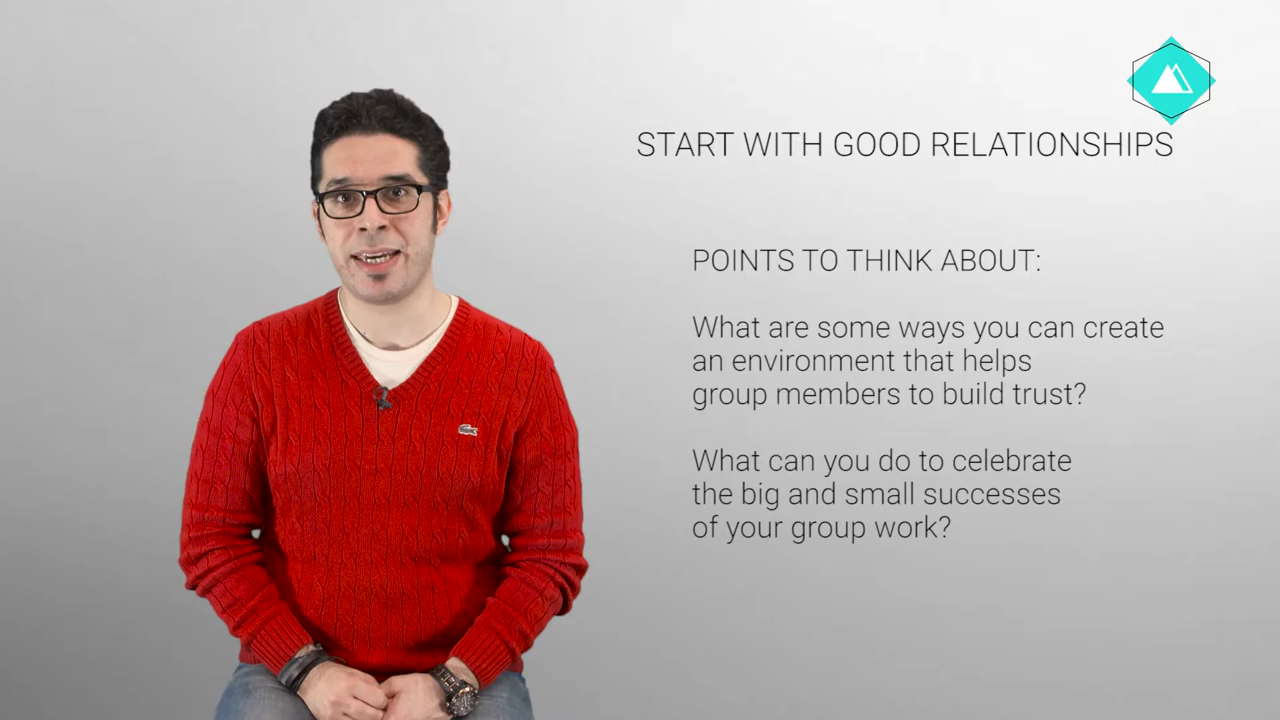 START WITH GOOD RELATIONSHIPS
POINTS TO THINK ABOUT:
What are some ways you can create
an environment that helps
group members to build trust?
What can you do to celebrate
the big and small successes
of your group work?